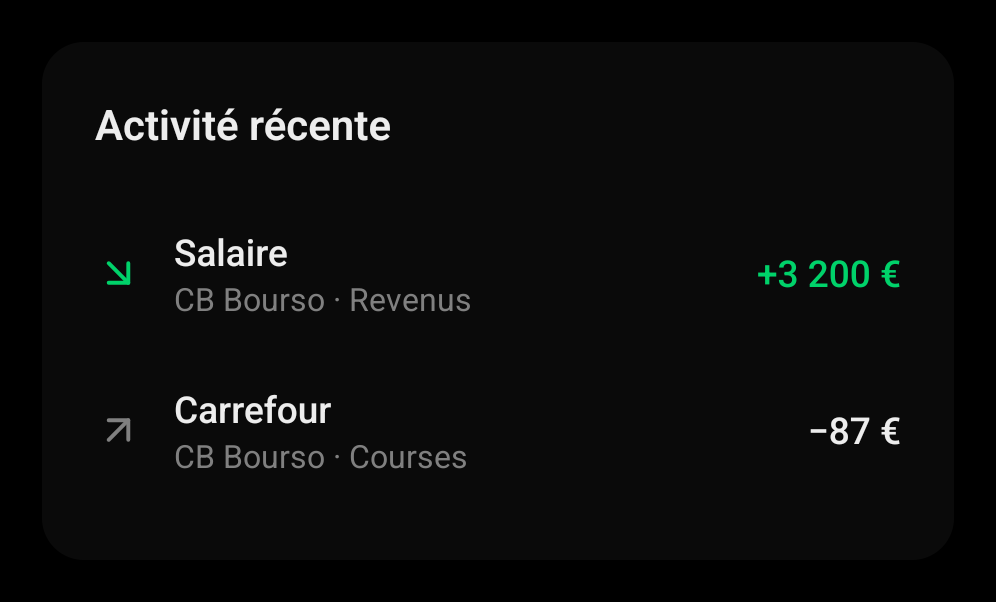 Activité récente
Salaire
CB Bourso · Revenus
+3 200 €
Carrefour
CB Bourso · Courses
−87 €